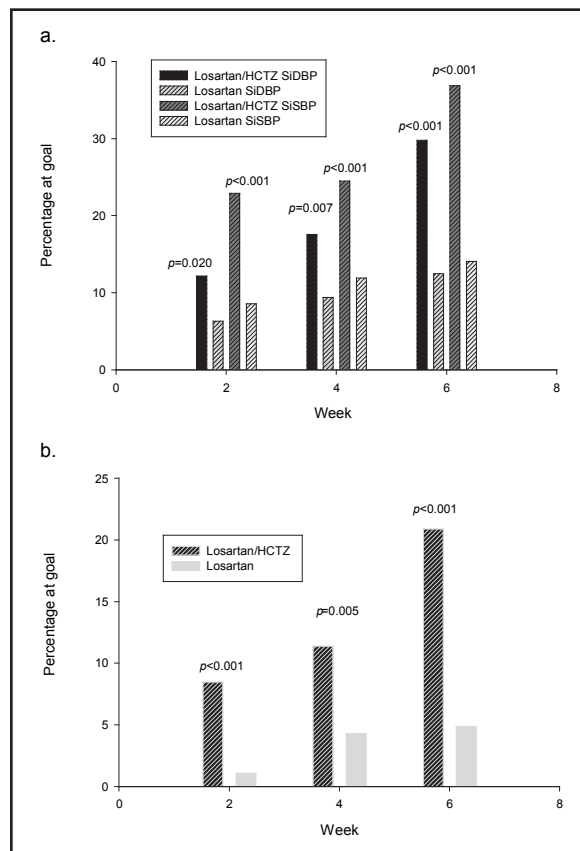 a.
40
30
20
10
0
Percentage at goal
Losartan/HCTZ SiDBP
Losartan SiDBP
Losartan/HCTZ SiSBP
Losartan SiSBP
p=0.020
p<0.001
p=0.007
p<0.001
p<0.001
p<0.001
0 2 4 6 8
Week
b.
25
20
15
10
5
0
Percentage at goal
Losartan/HCTZ
Losartan
p<0.001
p=0.005
p<0.001
0 2 4 6 8
Week